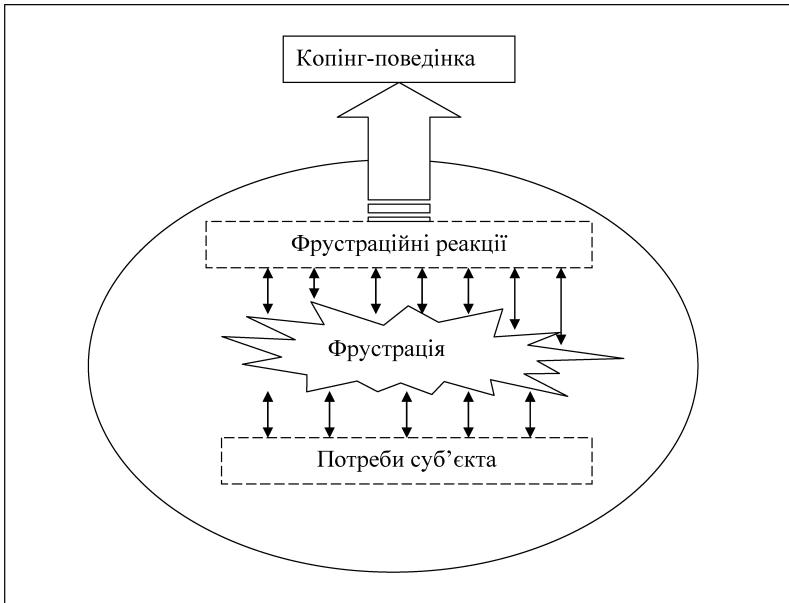 Копінг-поведінка
Фрустраційні реакції
Фрустрація
Потреби суб’єкта